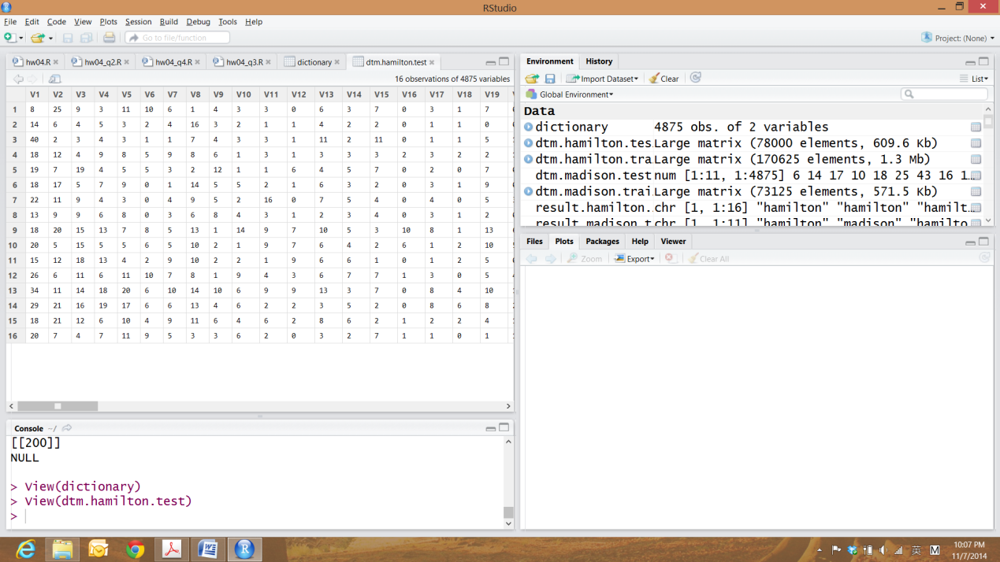 RStudio
File Edit Code View Plots Session Build Debug Tools Help
Go to file/function
Project: (None)
hw04.R hw04_q2.R hw04_q4.R hw04_q3.R dictionary dtm.hamilton.test
16 observations of 4875 variables
V1 V2 V3 V4 V5 V6 V7 V8 V9 V10 V11 V12 V13 V14 V15 V16 V17 V18 V19
1 8 25 9 3 11 10 6 1 4 3 3 0 6 3 7 0 3 1 7
2 14 6 4 5 3 2 4 16 3 2 1 1 4 2 2 0 1 1 0
3 40 2 3 4 3 1 1 7 4 3 3 1 11 2 11 0 1 1 5
4 18 12 4 9 8 5 9 8 6 1 3 1 3 3 3 2 3 2 9
5 19 7 19 4 5 5 3 2 12 1 1 6 4 5 7 0 2 0 7
6 18 17 5 7 9 0 1 14 5 5 2 1 6 3 2 0 3 1 9
7 22 11 9 4 3 0 4 9 5 2 16 0 7 5 4 0 4 0 5
8 13 9 9 6 8 0 3 6 8 4 3 1 2 3 4 0 3 1 2
9 18 20 15 13 7 8 5 13 1 14 9 7 10 5 3 10 8 1 13
10 20 5 15 5 5 6 5 10 2 1 9 7 6 4 2 6 1 2 10
11 15 12 18 13 4 2 9 10 2 2 1 9 6 6 1 0 1 2 5
12 26 6 11 6 11 10 7 8 1 9 4 3 6 7 7 1 3 0 5
13 34 11 14 18 20 6 10 14 10 6 9 9 13 3 7 0 8 4 10
14 29 21 16 19 17 6 6 13 4 6 2 2 3 5 2 0 8 6 8
15 18 21 12 6 10 4 9 11 6 4 6 2 8 6 2 1 2 2 4
16 20 7 4 7 11 9 5 3 3 6 2 0 3 2 7 1 1 0 1
Console ~/
[[200]]
NULL
> View(dictionary)
> View(dtm.hamilton.test)
>
Environment History
Import Dataset Clear List
Global Environment
Data
dictionary 4875 obs. of 2 variables
dtm.hamilton.tes… Large matrix (78000 elements, 609.6 Kb)
dtm.hamilton.tra… Large matrix (170625 elements, 1.3 Mb)
dtm.madison.test num [1:11, 1:4875] 6 14 17 10 18 25 43 16 1…
dtm.madison.trai… Large matrix (73125 elements, 571.5 Kb)
result.hamilton.… chr [1, 1:16] "hamilton" "hamilton" "hamilt…
result.madison.t… chr [1, 1:11] "hamilton" "madison" "hamilto…
Files Plots Packages Help Viewer
Zoom Export Clear All
英 M
10:07 PM
11/7/2014